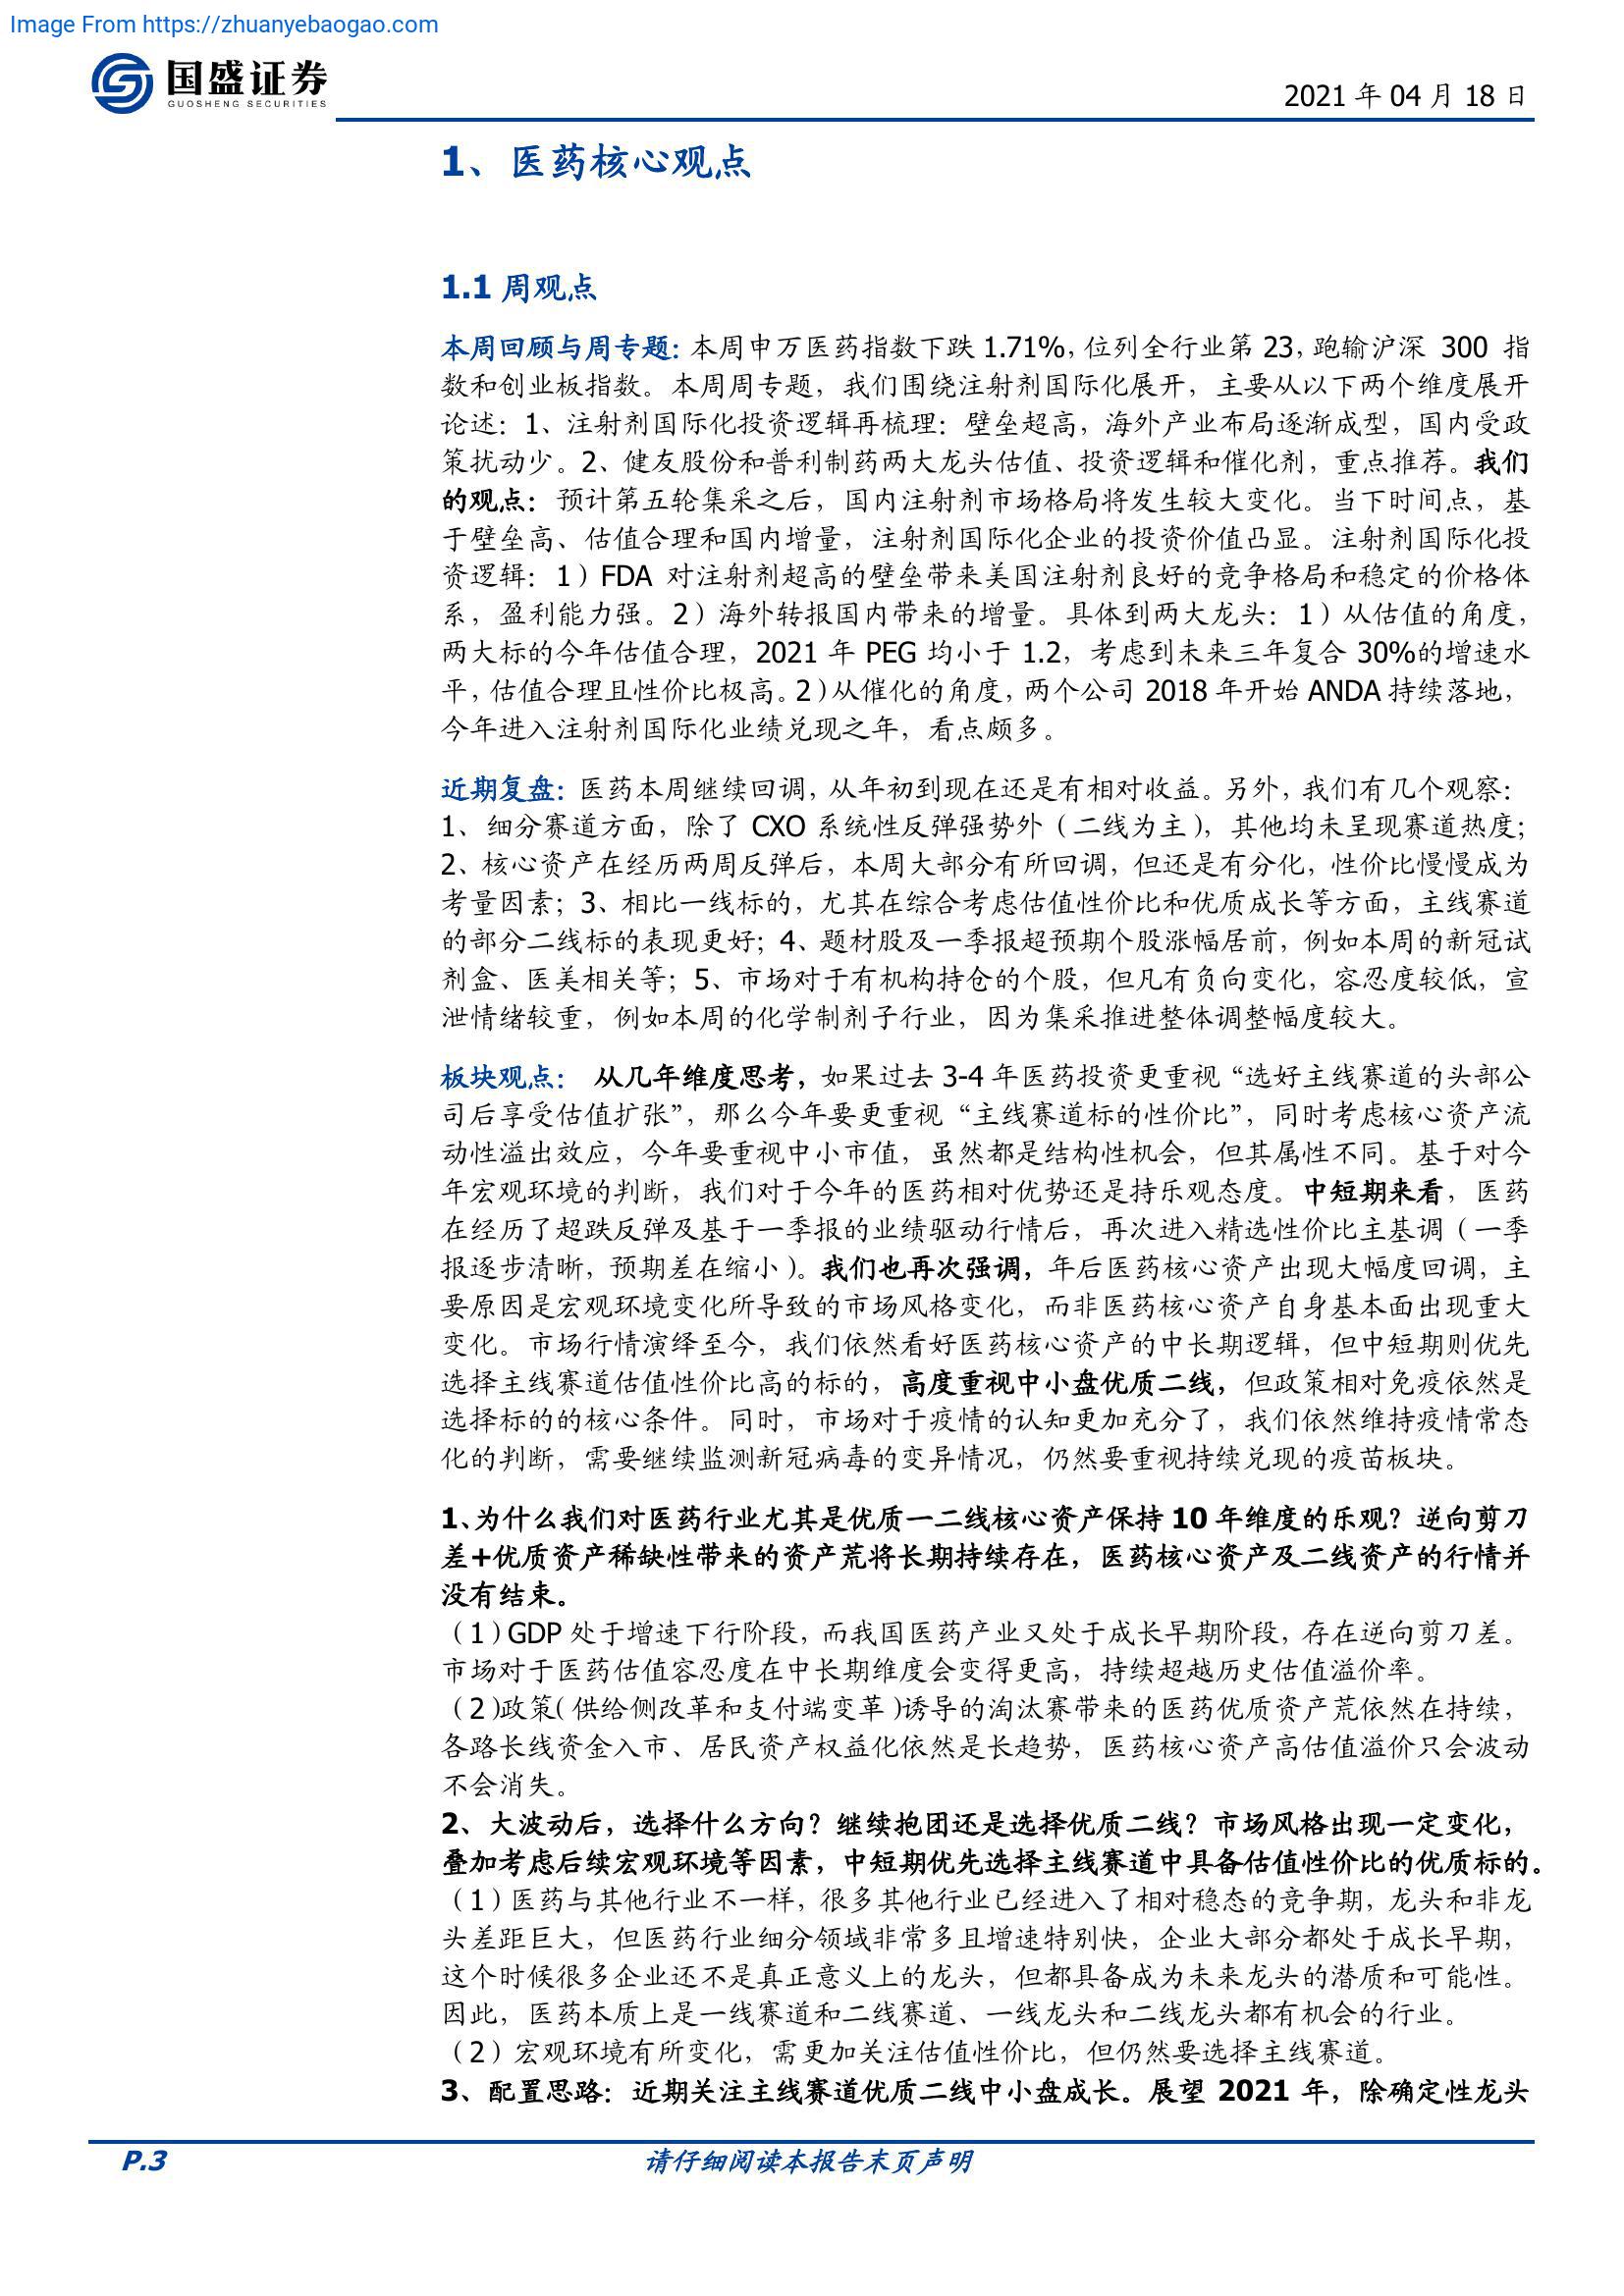 Image From https://zhuanyebaogao.com
国盛证券
GUOSHENG SECURITIES
2021 年 04 月 18 日
1、医药核心观点
1.1 周观点
本周回顾与周专题：本周申万医药指数下跌 1.71%，位列全行业第 23，跑输沪深 300 指
数和创业板指数。本周周专题，我们围绕注射剂国际化展开，主要从以下两个维度展开
论述：1、注射剂国际化投资逻辑再梳理：壁垒超高，海外产业布局逐渐成型，国内受政
策扰动少。2、健友股份和普利制药两大龙头估值、投资逻辑和催化剂，重点推荐。我们
的观点：预计第五轮集采之后，国内注射剂市场格局将发生较大变化。当下时间点，基
于壁垒高、估值合理和国内增量，注射剂国际化企业的投资价值凸显。注射剂国际化投
资逻辑：1）FDA 对注射剂超高的壁垒带来美国注射剂良好的竞争格局和稳定的价格体
系，盈利能力强。2）海外转报国内带来的增量。具体到两大龙头：1）从估值的角度，
两大标的今年估值合理，2021 年 PEG 均小于 1.2，考虑到未来三年复合 30%的增速水
平，估值合理且性价比极高。2）从催化的角度，两个公司 2018 年开始 ANDA 持续落地，
今年进入注射剂国际化业绩兑现之年，看点颇多。
近期复盘：医药本周继续回调，从年初到现在还是有相对收益。另外，我们有几个观察：
1、细分赛道方面，除了 CXO 系统性反弹强势外（二线为主），其他均未呈现赛道热度；
2、核心资产在经历两周反弹后，本周大部分有所回调，但还是有分化，性价比慢慢成为
考量因素；3、相比一线标的，尤其在综合考虑估值性价比和优质成长等方面，主线赛道
的部分二线标的表现更好；4、题材股及一季报超预期个股涨幅居前，例如本周的新冠试
剂盒、医美相关等；5、市场对于有机构持仓的个股，但凡有负向变化，容忍度较低，宣
泄情绪较重，例如本周的化学制剂子行业，因为集采推进整体调整幅度较大。
板块观点： 从几年维度思考，如果过去 3-4 年医药投资更重视“选好主线赛道的头部公
司后享受估值扩张”，那么今年要更重视“主线赛道标的性价比”，同时考虑核心资产流
动性溢出效应，今年要重视中小市值，虽然都是结构性机会，但其属性不同。基于对今
年宏观环境的判断，我们对于今年的医药相对优势还是持乐观态度。中短期来看，医药
在经历了超跌反弹及基于一季报的业绩驱动行情后，再次进入精选性价比主基调（一季
报逐步清晰，预期差在缩小）。我们也再次强调，年后医药核心资产出现大幅度回调，主
要原因是宏观环境变化所导致的市场风格变化，而非医药核心资产自身基本面出现重大
变化。市场行情演绎至今，我们依然看好医药核心资产的中长期逻辑，但中短期则优先
选择主线赛道估值性价比高的标的，高度重视中小盘优质二线，但政策相对免疫依然是
选择标的的核心条件。同时，市场对于疫情的认知更加充分了，我们依然维持疫情常态
化的判断，需要继续监测新冠病毒的变异情况，仍然要重视持续兑现的疫苗板块。
1、为什么我们对医药行业尤其是优质一二线核心资产保持 10 年维度的乐观？逆向剪刀
差+优质资产稀缺性带来的资产荒将长期持续存在，医药核心资产及二线资产的行情并
没有结束。
（1）GDP 处于增速下行阶段，而我国医药产业又处于成长早期阶段，存在逆向剪刀差。
市场对于医药估值容忍度在中长期维度会变得更高，持续超越历史估值溢价率。
（2）政策（供给侧改革和支付端变革）诱导的淘汰赛带来的医药优质资产荒依然在持续，
各路长线资金入市、居民资产权益化依然是长趋势，医药核心资产高估值溢价只会波动
不会消失。
2、大波动后，选择什么方向？继续抱团还是选择优质二线？市场风格出现一定变化，
叠加考虑后续宏观环境等因素，中短期优先选择主线赛道中具备估值性价比的优质标的。
（1）医药与其他行业不一样，很多其他行业已经进入了相对稳态的竞争期，龙头和非龙
头差距巨大，但医药行业细分领域非常多且增速特别快，企业大部分都处于成长早期，
这个时候很多企业还不是真正意义上的龙头，但都具备成为未来龙头的潜质和可能性。
因此，医药本质上是一线赛道和二线赛道、一线龙头和二线龙头都有机会的行业。
（2）宏观环境有所变化，需更加关注估值性价比，但仍然要选择主线赛道。
3、配置思路：近期关注主线赛道优质二线中小盘成长。展望 2021 年，除确定性龙头
P.3
请仔细阅读本报告末页声明